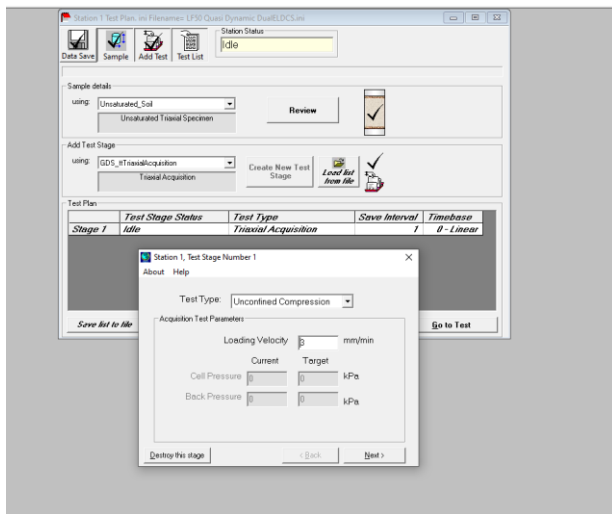 Station 1 Test Plan. ini Filename= LF50 Quasi Dynamic DualELDCS.ini
Station Status
Idle
Data Save Sample Add Test Test List
Sample details
using: Unsaturated_Soil
Unsaturated Triaxial Specimen
Review
Add Test Stage
using: GDS_ttTriaxialAcquisition
Triaxial Acquisition
Create New Test Stage
Load list from file
Test Plan
Test Stage Status Test Type Save Interval Timebase
Stage 1 Idle Triaxial Acquisition 1 0 - Linear
Station 1, Test Stage Number 1
About Help
Test Type: Unconfined Compression
Acquisition Test Parameters
Loading Velocity 0 mm/min
Current Target
Cell Pressure 0 0 kPa
Back Pressure 0 0 kPa
Save list to file
Go to Test
Destroy this stage < Back Next >